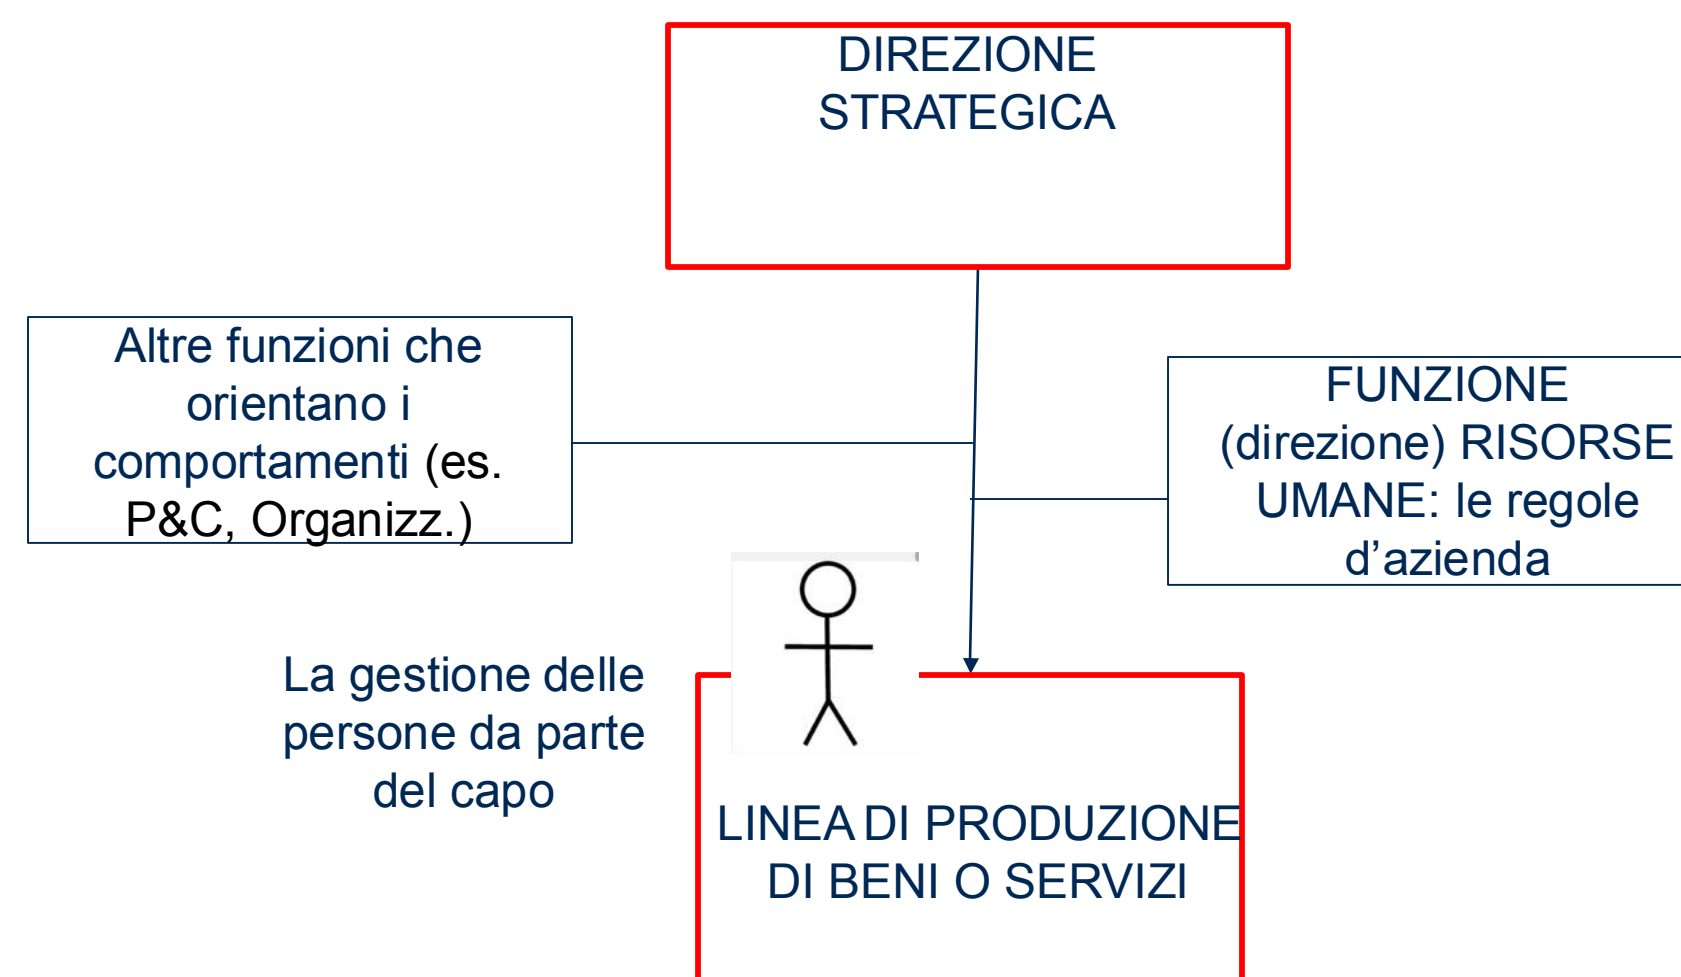 DIREZIONE
STRATEGICA
Altre funzioni che
orientano i
comportamenti (es.
P&C, Organizz.)
FUNZIONE
(direzione) RISORSE
UMANE: le regole
d’azienda
La gestione delle
persone da parte
del capo
LINEA DI PRODUZIONE
DI BENI O SERVIZI